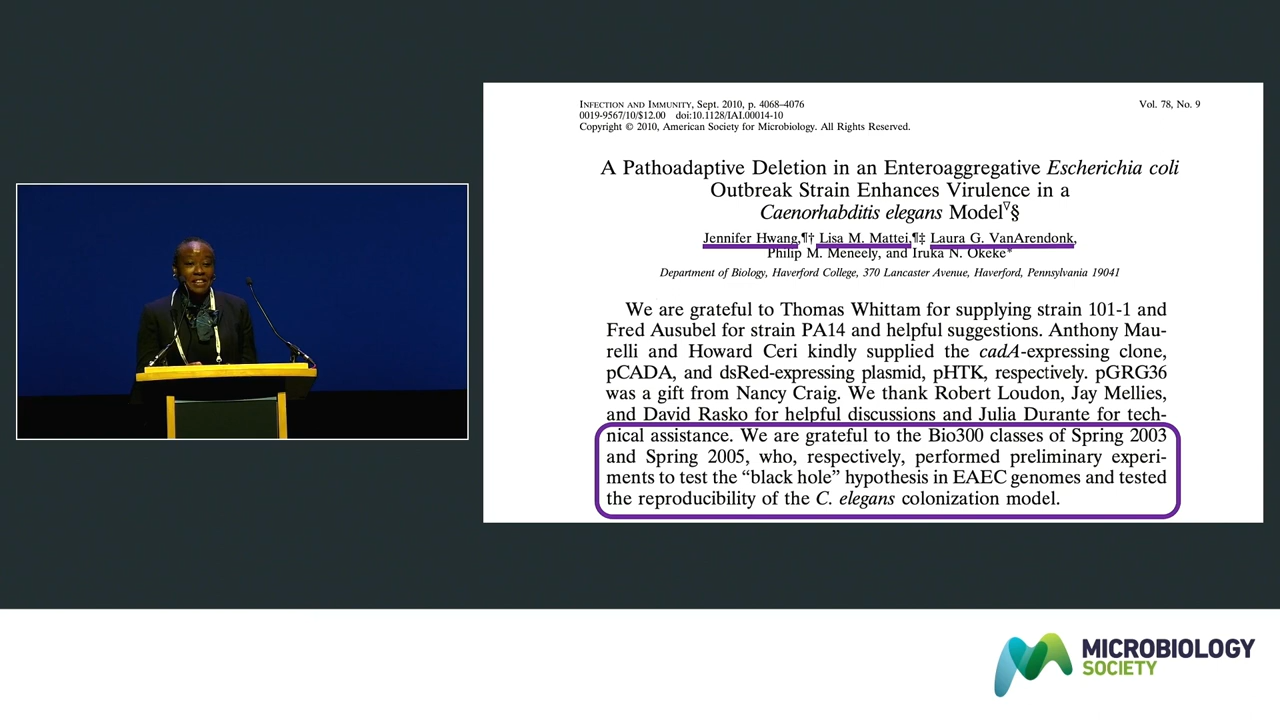 INFECTION AND IMMUNITY, Sept. 2010, p. 4068–4076
Vol. 78, No. 9
0019-9567/10/$12.00 doi:10.1128/IAI.00014-10
Copyright © 2010, American Society for Microbiology. All Rights Reserved.
A Pathoadaptive Deletion in an Enteroaggregative Escherichia coli
Outbreak Strain Enhances Virulence in a
Caenorhabditis elegans Model▽§
Jennifer Hwang,¶† Lisa M. Mattei,¶‡ Laura G. VanArendonk,
Philip M. Meneely, and Iruka N. Okeke*
Department of Biology, Haverford College, 370 Lancaster Avenue, Haverford, Pennsylvania 19041
We are grateful to Thomas Whittam for supplying strain 101-1 and
Fred Ausubel for strain PA14 and helpful suggestions. Anthony Mau-
relli and Howard Ceri kindly supplied the cadA-expressing clone,
pCADA, and dsRed-expressing plasmid, pHTK, respectively. pGRG36
was a gift from Nancy Craig. We thank Robert Loudon, Jay Mellies,
and David Rasko for helpful discussions and Julia Durante for tech-
nical assistance. We are grateful to the Bio300 classes of Spring 2003
and Spring 2005, who, respectively, performed preliminary experi-
ments to test the “black hole” hypothesis in EAEC genomes and tested
the reproducibility of the C. elegans colonization model.
MICROBIOLOGY
SOCIETY